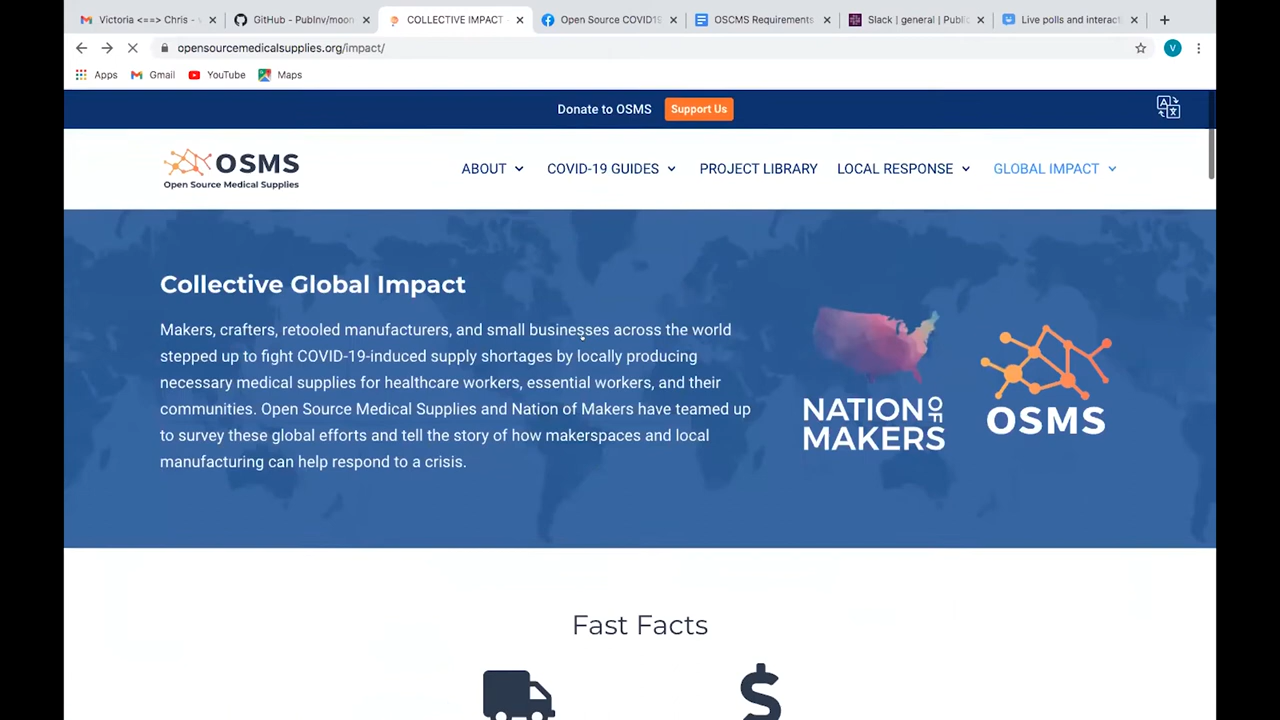 Victoria <==> Chris -
GitHub - PubInv/moon
COLLECTIVE IMPACT -
Open Source COVID19
OSCMS Requirements
Slack | general | Public
Live polls and interact
opensourcemedicalsupplies.org/impact/
V
Apps
Gmail
YouTube
Maps
Donate to OSMS
Support Us
OSMS
Open Source Medical Supplies
ABOUT
COVID-19 GUIDES
PROJECT LIBRARY
LOCAL RESPONSE
GLOBAL IMPACT
Collective Global Impact
Makers, crafters, retooled manufacturers, and small businesses across the world
stepped up to fight COVID-19-induced supply shortages by locally producing
necessary medical supplies for healthcare workers, essential workers, and their
communities. Open Source Medical Supplies and Nation of Makers have teamed up
to survey these global efforts and tell the story of how makerspaces and local
manufacturing can help respond to a crisis.
NATION OF
MAKERS
OSMS
Fast Facts
$